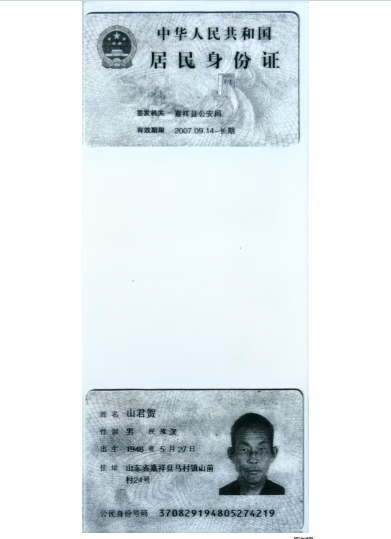 中华人民共和国
居民身份证
签发机关 嘉祥县公安局
有效期限 2007.09.14-长期
姓名 山君贺
性别 男 民族 汉
出生 1948 年 5 月 27 日
住址 山东省嘉祥县马村镇山前
村24号
公民身份号码 370829194805274219